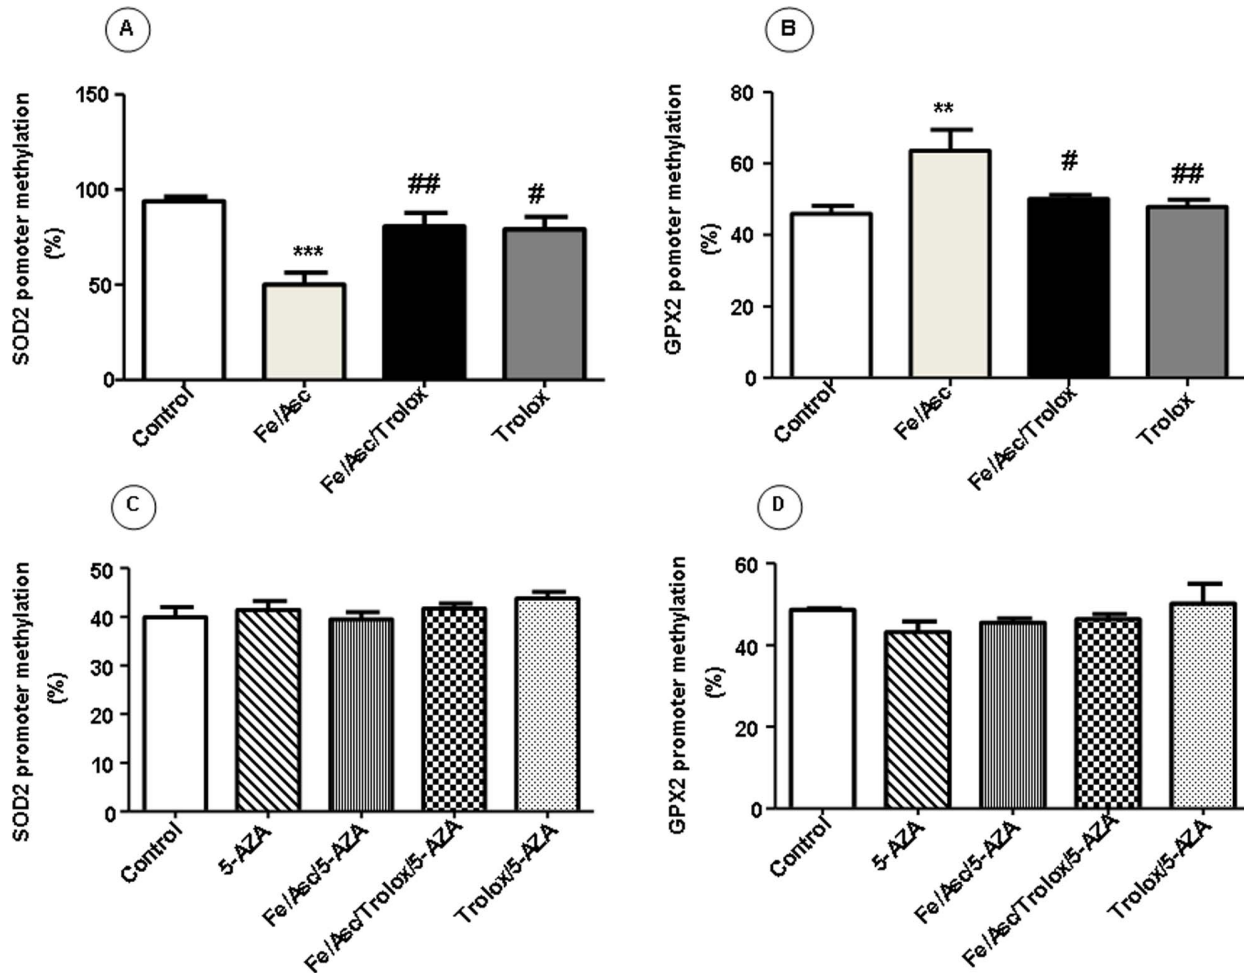 A
SOD2 pomoter methylation
(%)
150
100
50
0
***
##
#
Control
Fe/Asc
Fe/Asc/Trolox
Trolox
B
GPX2 pomoter methylation
(%)
80
60
40
20
0
**
#
##
Control
Fe/Asc
Fe/Asc/Trolox
Trolox
C
SOD2 promoter methylation
(%)
50
40
30
20
10
0
Control
5-AZA
Fe/Asc/5-AZA
Fe/Asc/Trolox/5-AZA
Trolox/5-AZA
D
GPX2 promoter methylation
(%)
60
40
20
0
Control
5-AZA
Fe/Asc/5-AZA
Fe/Asc/Trolox/5-AZA
Trolox/5-AZA